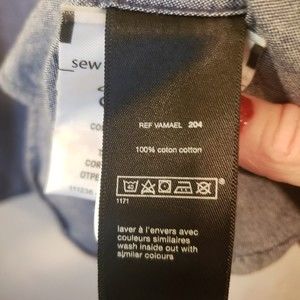 _sew
REF VAMAEL 204
100% coton cotton
1171
laver à l'envers avec
couleurs similaires
wash inside out with
similar colours